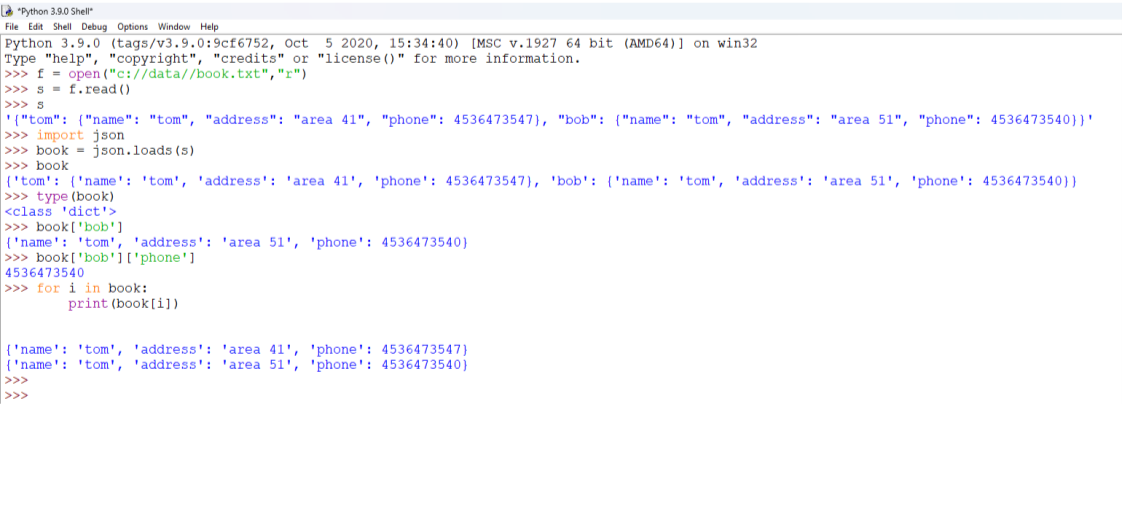 *Python 3.9.0 Shell*
File Edit Shell Debug Options Window Help
Python 3.9.0 (tags/v3.9.0:9cf6752, Oct  5 2020, 15:34:40) [MSC v.1927 64 bit (AMD64)] on win32
Type "help", "copyright", "credits" or "license()" for more information.
>>> f = open("c://data//book.txt","r")
>>> s = f.read()
>>> s
'{"tom": {"name": "tom", "address": "area 41", "phone": 4536473547}, "bob": {"name": "tom", "address": "area 51", "phone": 4536473540}}'
>>> import json
>>> book = json.loads(s)
>>> book
{'tom': {'name': 'tom', 'address': 'area 41', 'phone': 4536473547}, 'bob': {'name': 'tom', 'address': 'area 51', 'phone': 4536473540}}
>>> type(book)
<class 'dict'>
>>> book['bob']
{'name': 'tom', 'address': 'area 51', 'phone': 4536473540}
>>> book['bob']['phone']
4536473540
>>> for i in book:
        print(book[i])
{'name': 'tom', 'address': 'area 41', 'phone': 4536473547}
{'name': 'tom', 'address': 'area 51', 'phone': 4536473540}
>>>
>>>